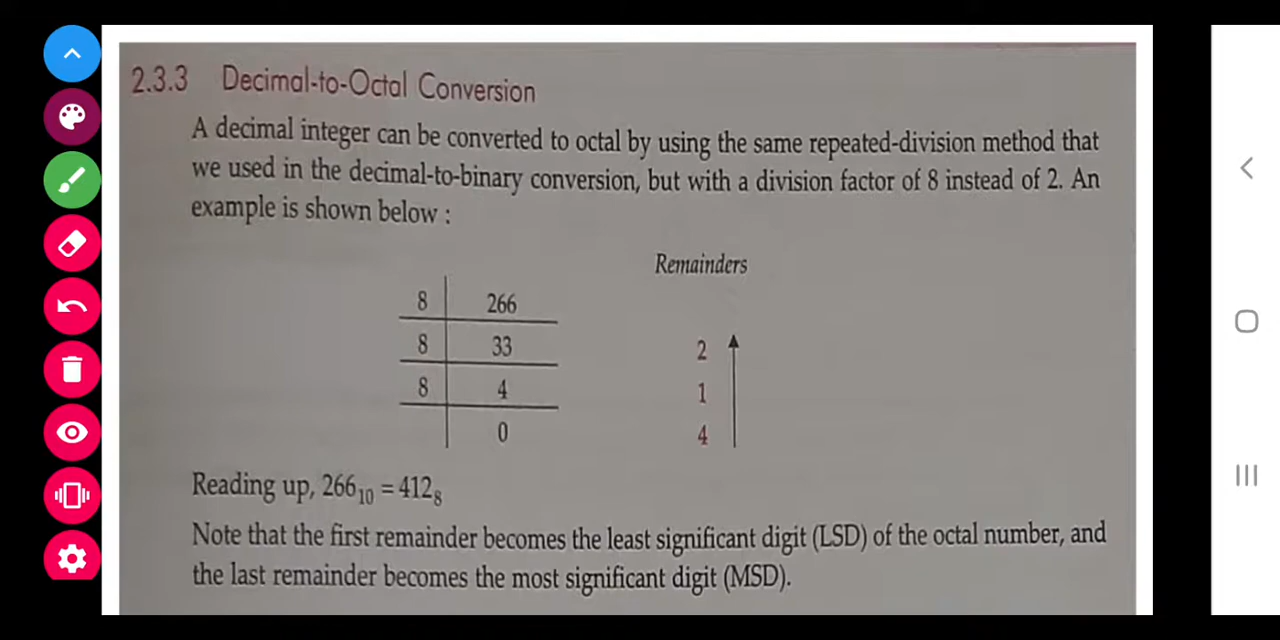 2.3.3 Decimal-to-Octal Conversion
A decimal integer can be converted to octal by using the same repeated-division method that
we used in the decimal-to-binary conversion, but with a division factor of 8 instead of 2. An
example is shown below :
Remainders
8 266
8 33 2
8 4 1
0 4
Reading up, 266₁₀ = 412₈
Note that the first remainder becomes the least significant digit (LSD) of the octal number, and
the last remainder becomes the most significant digit (MSD).